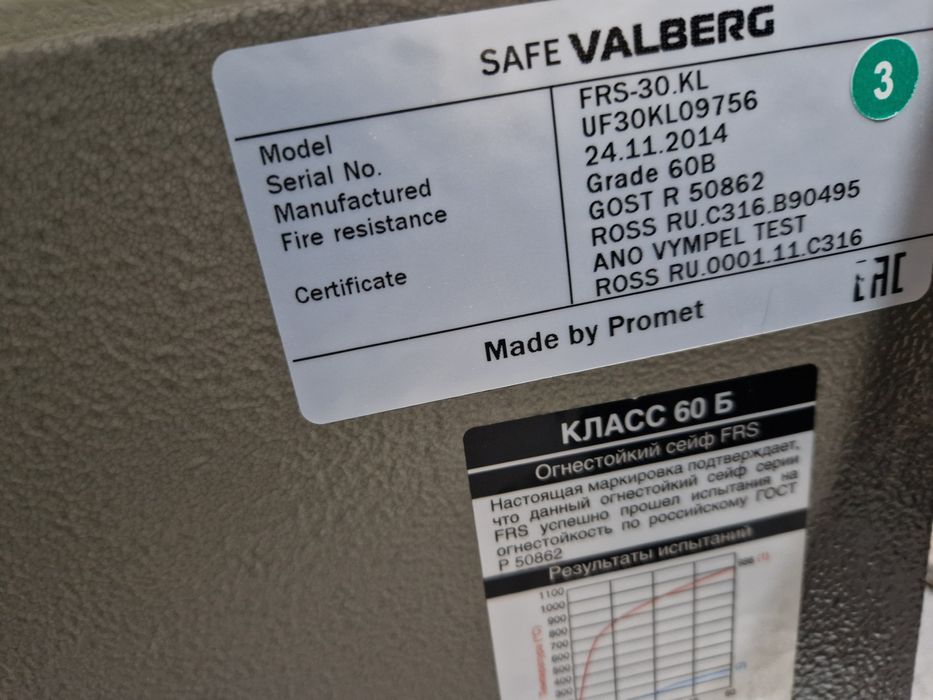 SAFE VALBERG
3
Model FRS-30.KL
Serial No. UF30KL09756
Manufactured 24.11.2014
Fire resistance Grade 60B
GOST R 50862
Certificate ROSS RU.C316.B90495
ANO VYMPEL TEST
ROSS RU.0001.11.C316
Made by Promet
EAC
КЛАСС 60 Б
Огнестойкий сейф FRS
Настоящая маркировка подтверждает,
что данный огнестойкий сейф серии
FRS успешно прошел испытания на
огнестойкость по российскому ГОСТ
Р 50862
Результаты испытаний
1100
1000
900
800
700
600
500
400
300